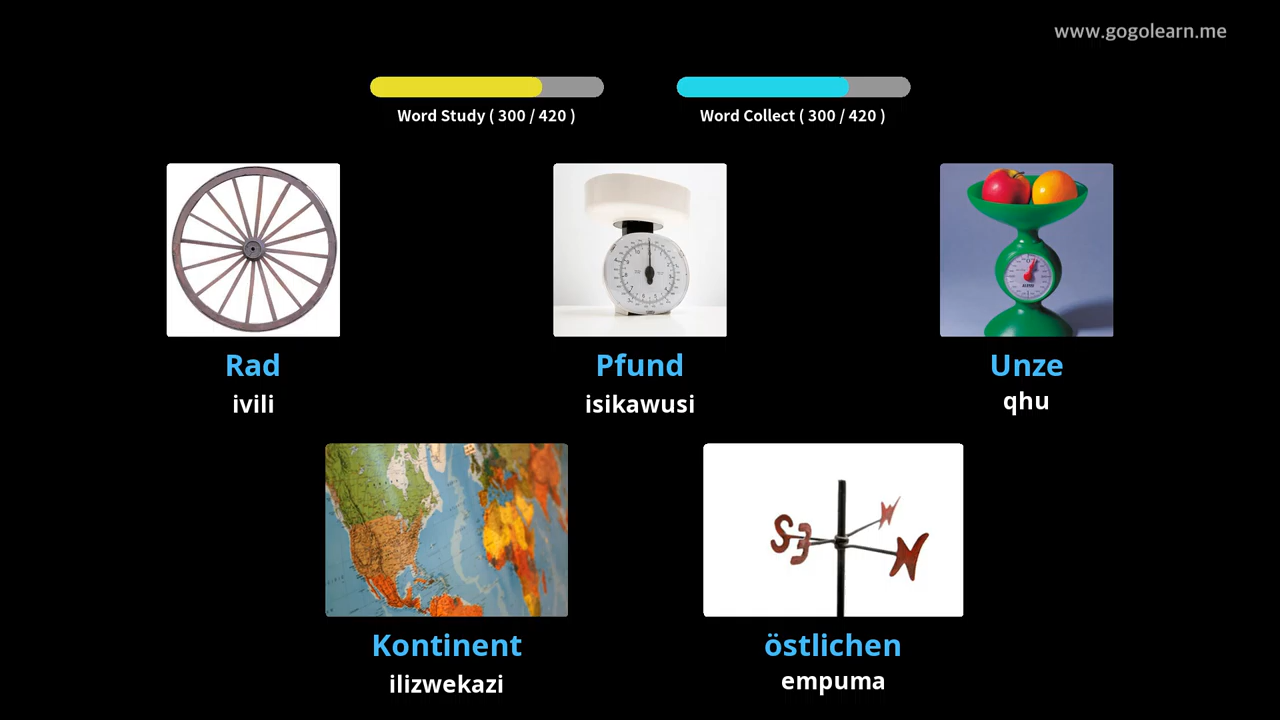 www.gogolearn.me
Word Study ( 300 / 420 )
Word Collect ( 300 / 420 )
Rad
ivili
Pfund
isikawusi
Unze
qhu
Kontinent
ilizwekazi
S E N
östlichen
empuma